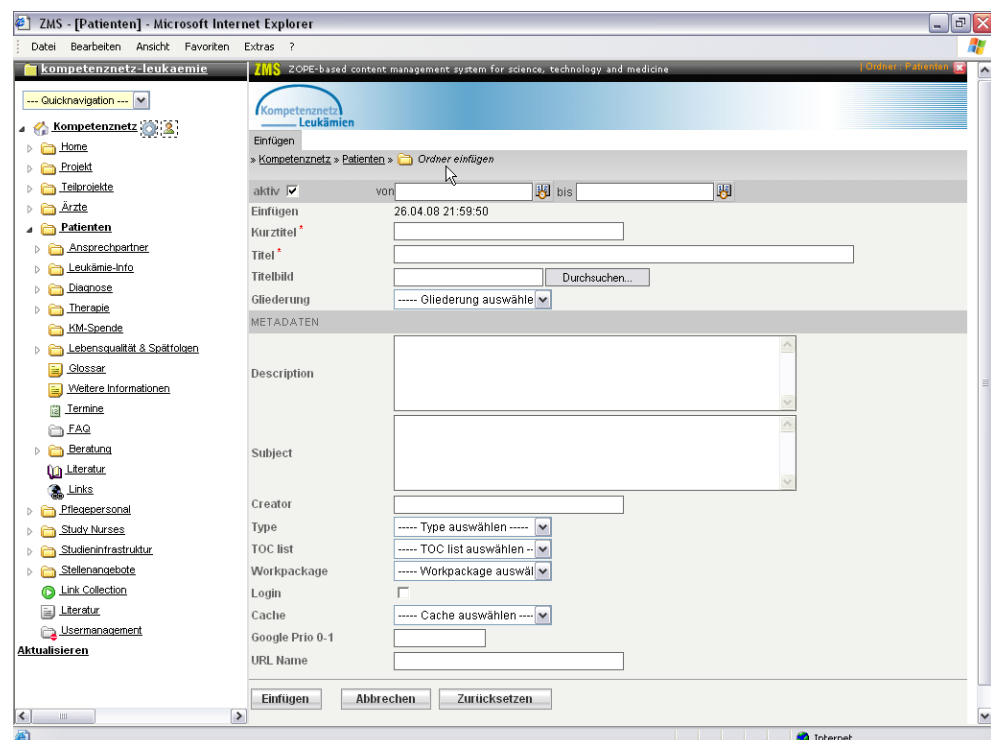 ZMS - [Patienten] - Microsoft Internet Explorer
Datei Bearbeiten Ansicht Favoriten Extras ?
kompetenznetz-leukaemie
ZMS ZOPE-based content management system for science, technology and medicine | Ordner : Patienten
--- Quicknavigation ---
Kompetenznetz
Home
Projekt
Teilprojekte
Ärzte
Patienten
Ansprechpartner
Leukämie-Info
Diagnose
Therapie
KM-Spende
Lebensqualität & Spätfolgen
Glossar
Weitere Informationen
Termine
FAQ
Beratung
Literatur
Links
Pflegepersonal
Study Nurses
Studieninfrastruktur
Stellenangebote
Link Collection
Literatur
Usermanagement
Aktualisieren
Kompetenznetz
Leukämien
Einfügen
» Kompetenznetz » Patienten » Ordner einfügen
aktiv von bis
Einfügen 26.04.08 21:59:50
Kurztitel *
Titel *
Titelbild Durchsuchen...
Gliederung ----- Gliederung auswähle
METADATEN
Description
Subject
Creator
Type ----- Type auswählen -----
TOC list ----- TOC list auswählen --
Workpackage ----- Workpackage auswäl
Login
Cache ----- Cache auswählen ----
Google Prio 0-1
URL Name
Einfügen Abbrechen Zurücksetzen
Internet